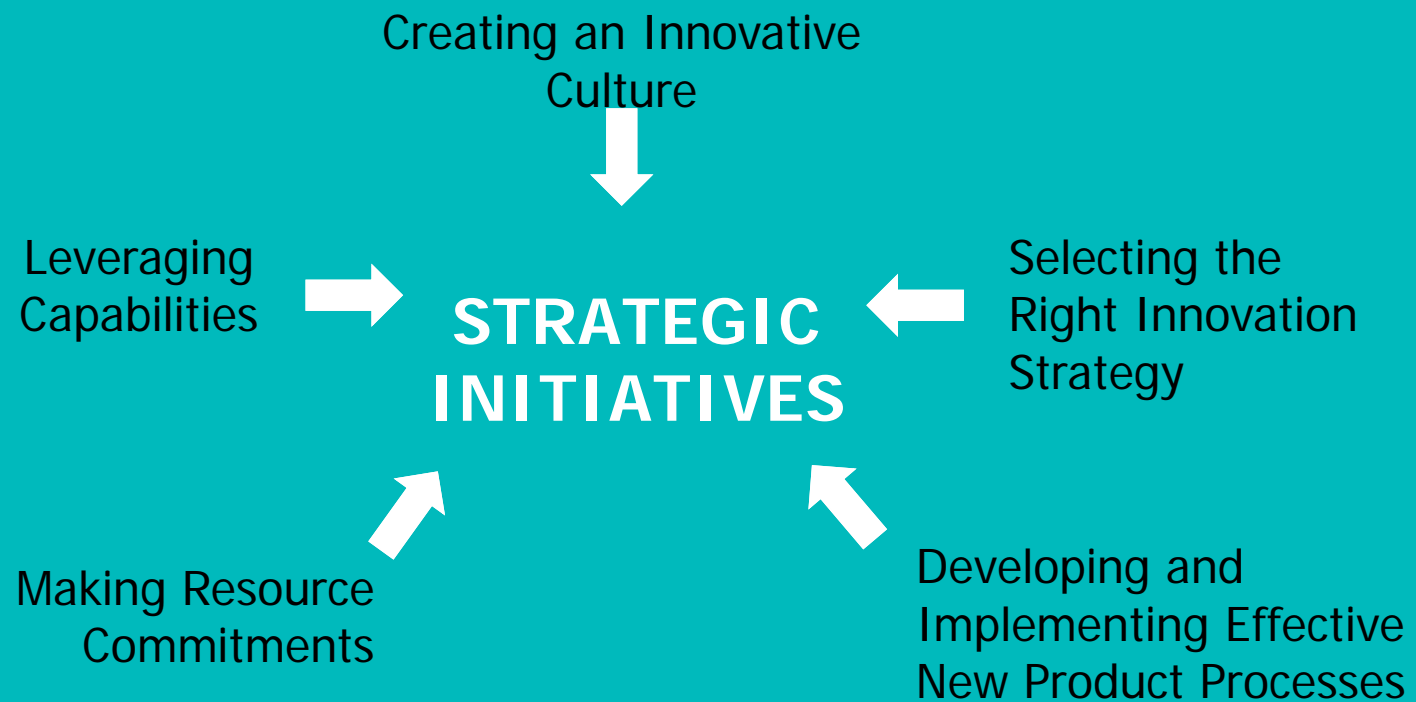 Creating an Innovative
Culture
Leveraging
Capabilities
STRATEGIC
INITIATIVES
Selecting the
Right Innovation
Strategy
Making Resource
Commitments
Developing and
Implementing Effective
New Product Processes